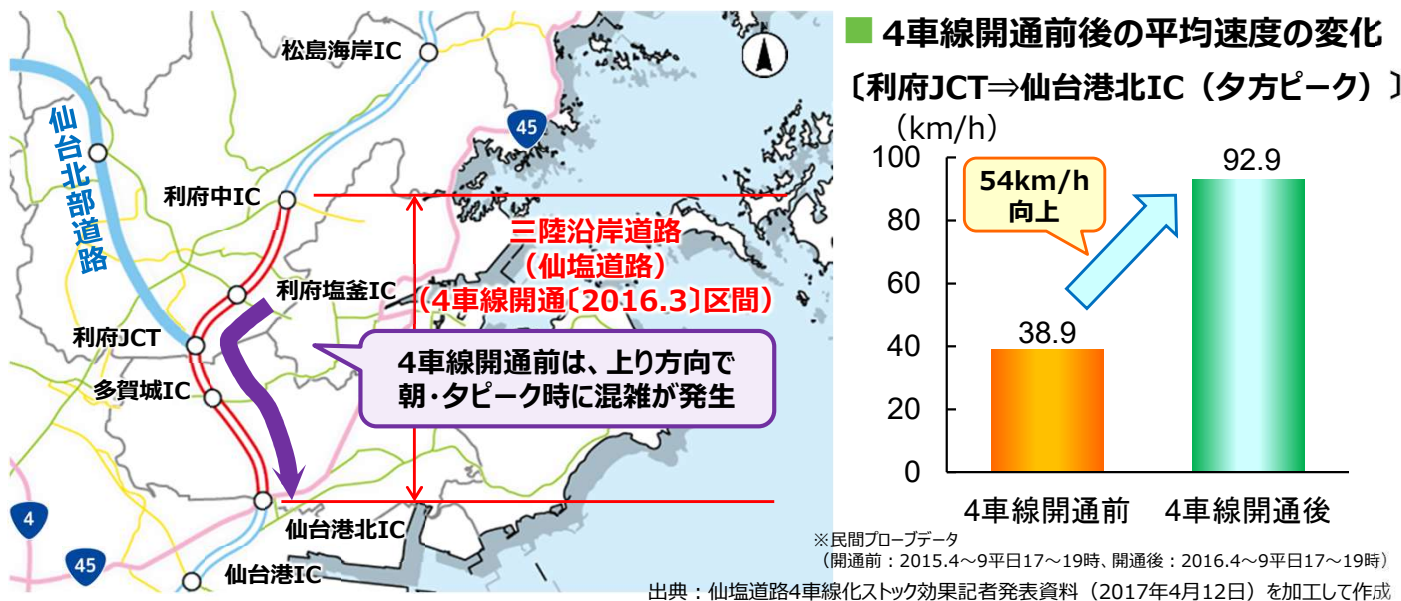 松島海岸IC
45
仙台北部道路
利府中IC
三陸沿岸道路
（仙塩道路）
（4車線開通〔2016.3〕区間）
利府塩釜IC
利府JCT
4車線開通前は、上り方向で
朝・夕ピーク時に混雑が発生
多賀城IC
仙台港北IC
4
45
仙台港IC
■ 4車線開通前後の平均速度の変化
〔利府JCT⇒仙台港北IC（夕方ピーク）〕
（km/h）
100
80
60
40
20
0
54km/h
向上
38.9
92.9
4車線開通前
4車線開通後
※民間プローブデータ
（開通前：2015.4～9平日17～19時、開通後：2016.4～9平日17～19時）
出典：仙塩道路4車線化ストック効果記者発表資料（2017年4月12日）を加工して作成